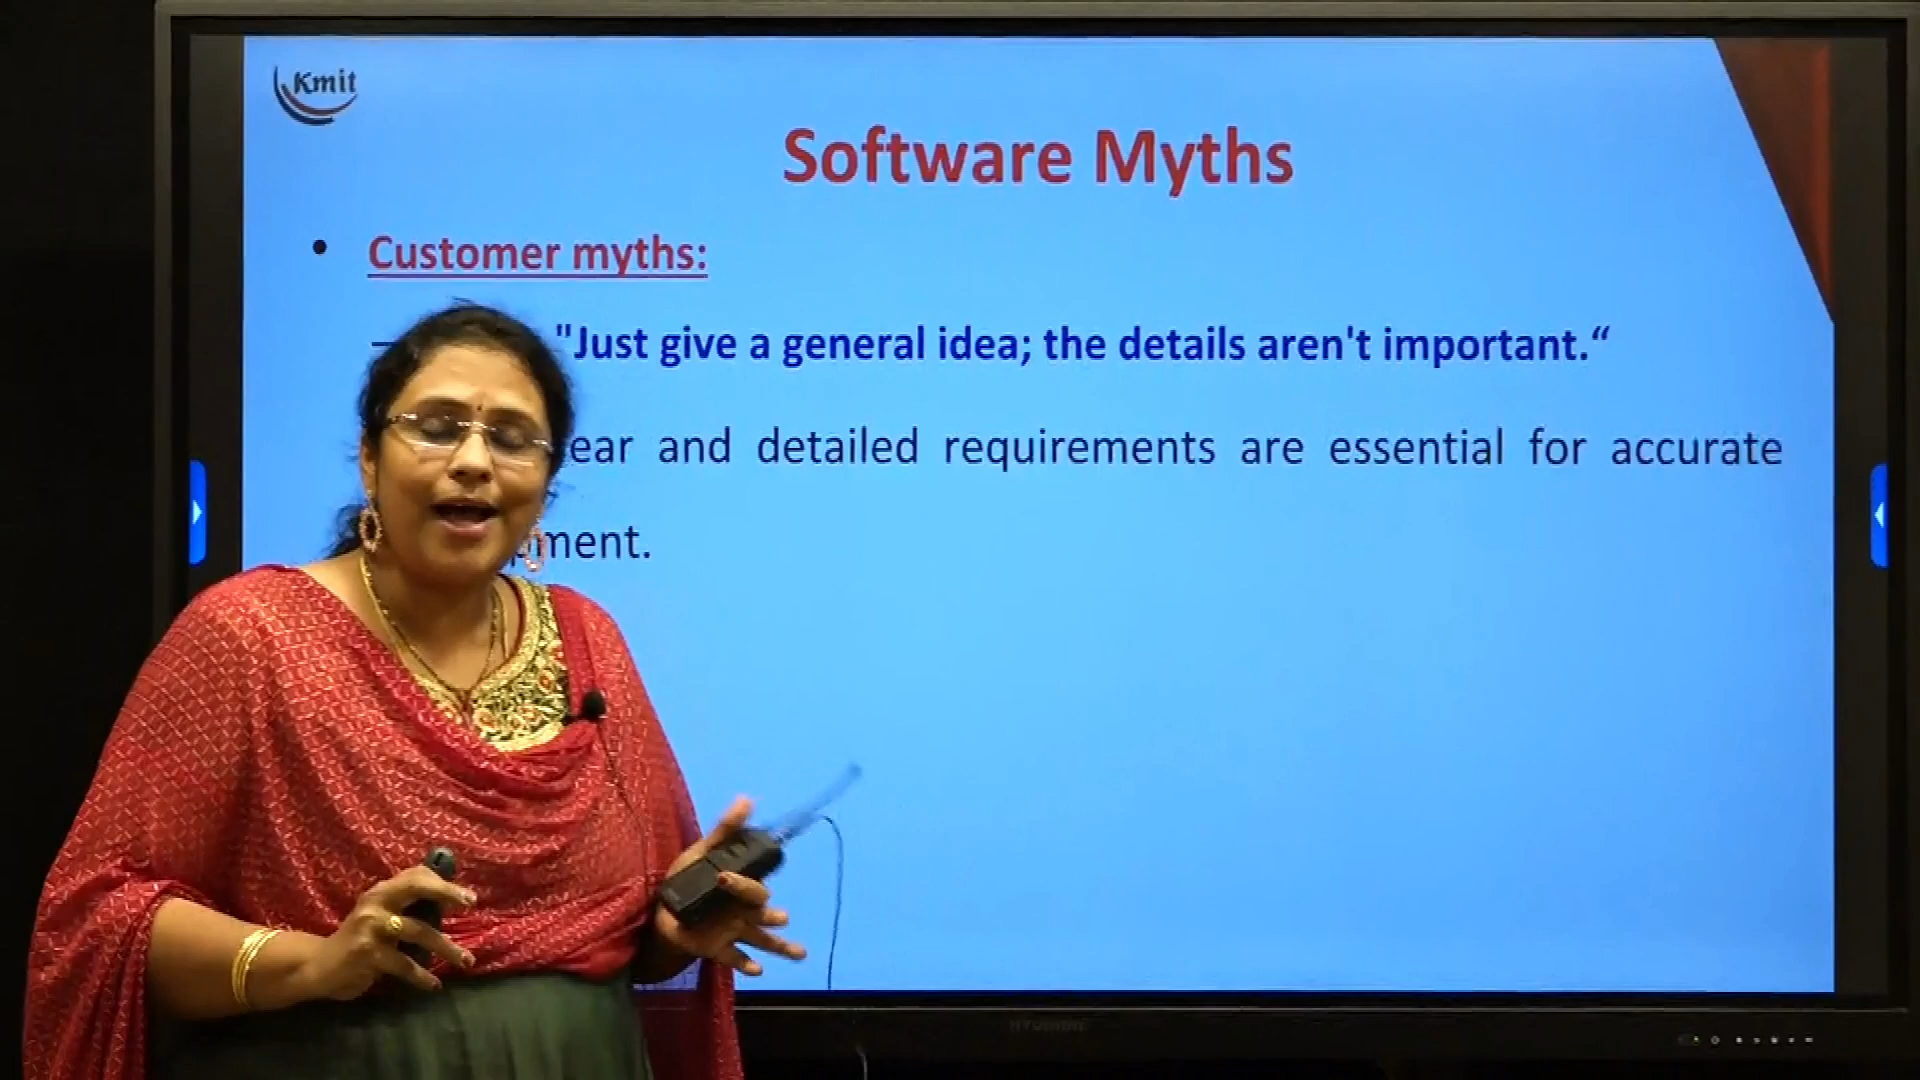 Kmit
Software Myths
• Customer myths:
– "Just give a general idea; the details aren't important.“
ear and detailed requirements are essential for accurate
ment.